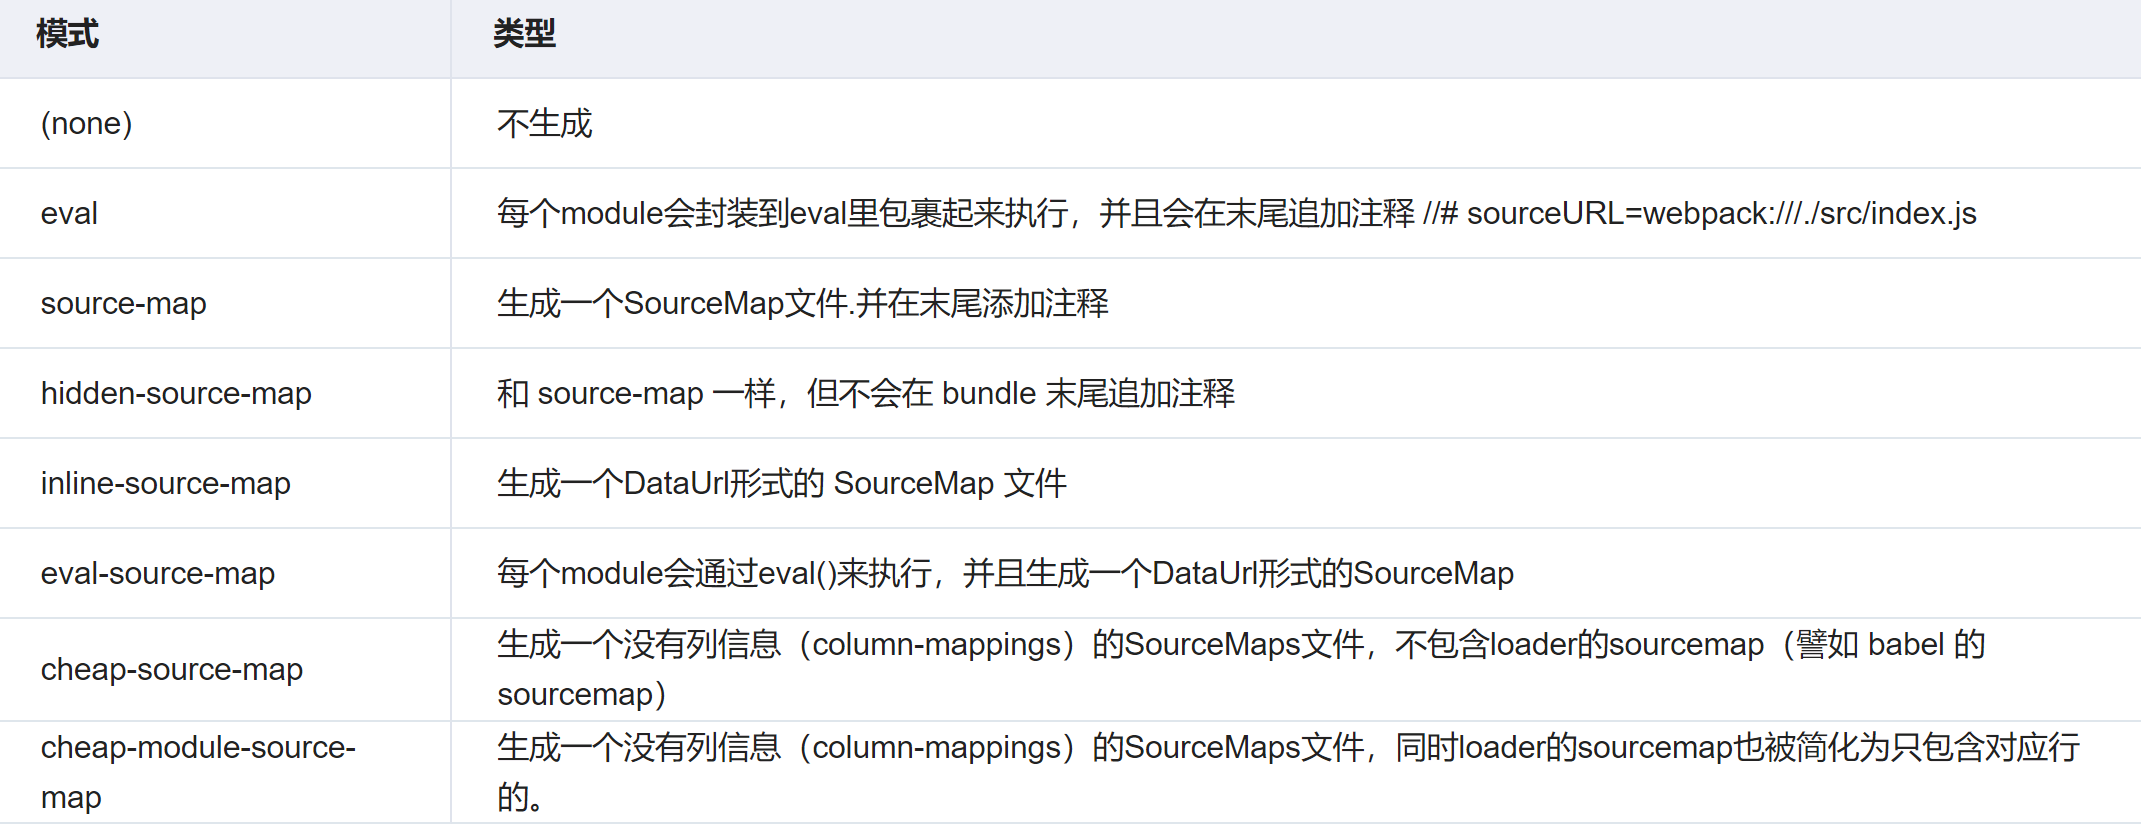 模式 类型
(none) 不生成
eval 每个module会封装到eval里包裹起来执行，并且会在末尾追加注释 //# sourceURL=webpack:///./src/index.js
source-map 生成一个SourceMap文件.并在末尾添加注释
hidden-source-map 和 source-map 一样，但不会在 bundle 末尾追加注释
inline-source-map 生成一个DataUrl形式的 SourceMap 文件
eval-source-map 每个module会通过eval()来执行，并且生成一个DataUrl形式的SourceMap
cheap-source-map 生成一个没有列信息（column-mappings）的SourceMaps文件，不包含loader的sourcemap（譬如 babel 的
sourcemap）
cheap-module-source- 生成一个没有列信息（column-mappings）的SourceMaps文件，同时loader的sourcemap也被简化为只包含对应行
map 的。